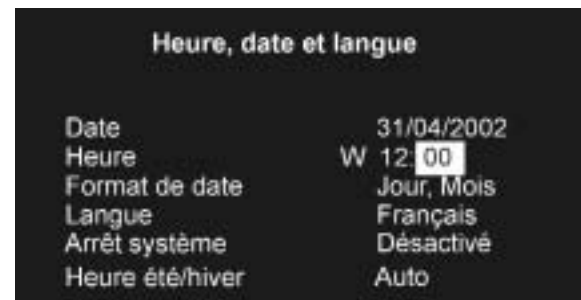 Heure, date et langue
Date 31/04/2002
Heure W 12:00
Format de date Jour, Mois
Langue Français
Arrêt système Désactivé
Heure été/hiver Auto